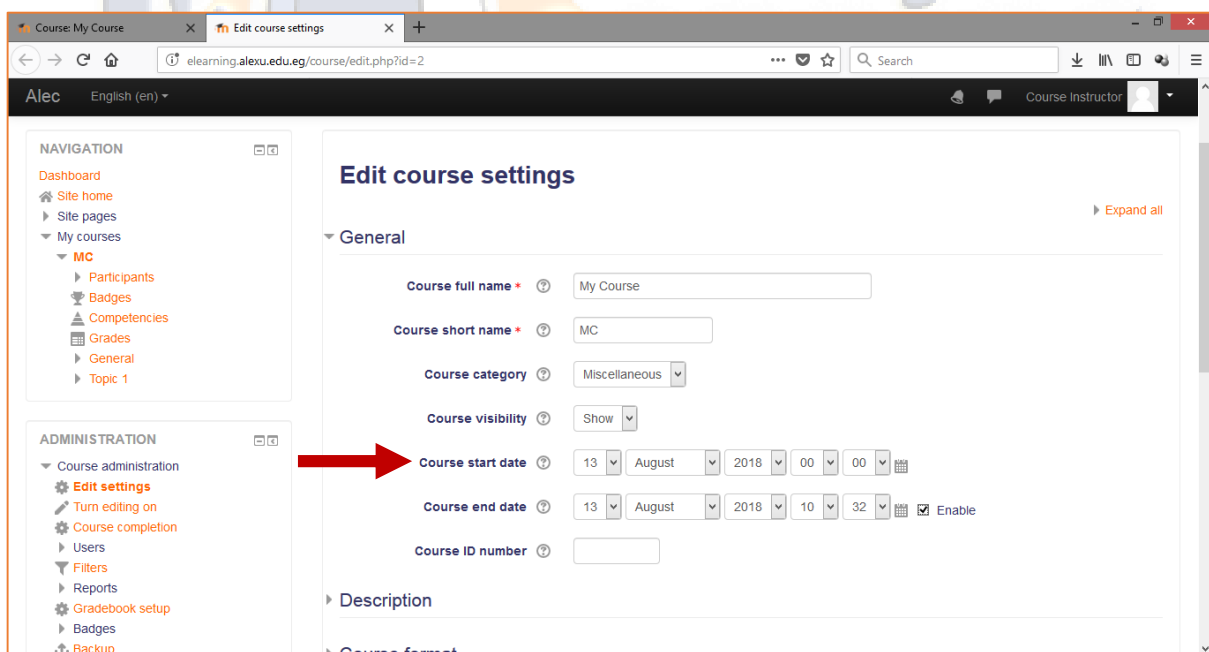 Course: My Course
Edit course settings
elearning.alexu.edu.eg/course/edit.php?id=2
Search
Alec English (en)
Course Instructor
NAVIGATION
Dashboard
Site home
Site pages
My courses
MC
Participants
Badges
Competencies
Grades
General
Topic 1
ADMINISTRATION
Course administration
Edit settings
Turn editing on
Course completion
Users
Filters
Reports
Gradebook setup
Badges
Backup
Edit course settings
Expand all
General
Course full name * My Course
Course short name * MC
Course category Miscellaneous
Course visibility Show
Course start date 13 August 2018 00 00
Course end date 13 August 2018 10 32 Enable
Course ID number
Description
Course format